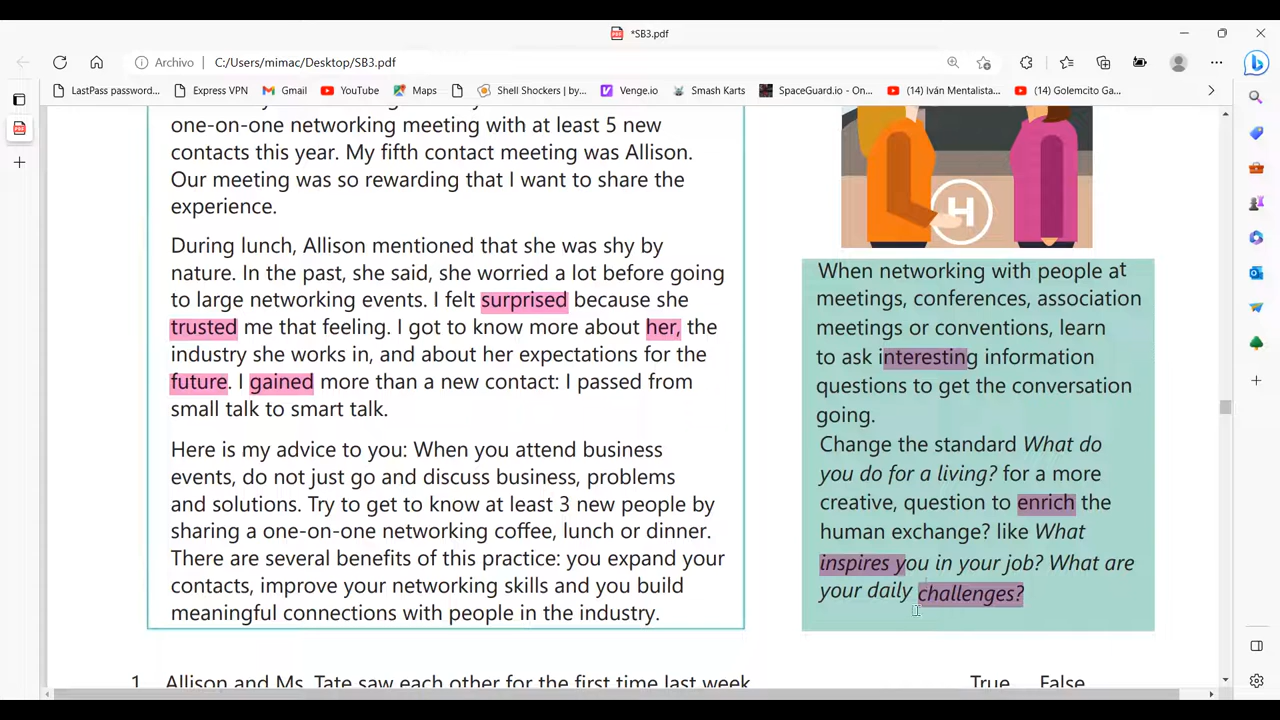 *SB3.pdf
Archivo
C:/Users/mimac/Desktop/SB3.pdf
LastPass password...
Express VPN
Gmail
YouTube
Maps
Shell Shockers | by...
Venge.io
Smash Karts
SpaceGuard.io - On...
(14) Iván Mentalista...
(14) Golemcito Ga...
one-on-one networking meeting with at least 5 new
contacts this year. My fifth contact meeting was Allison.
Our meeting was so rewarding that I want to share the
experience.
During lunch, Allison mentioned that she was shy by
nature. In the past, she said, she worried a lot before going
to large networking events. I felt surprised because she
trusted me that feeling. I got to know more about her, the
industry she works in, and about her expectations for the
future. I gained more than a new contact: I passed from
small talk to smart talk.
Here is my advice to you: When you attend business
events, do not just go and discuss business, problems
and solutions. Try to get to know at least 3 new people by
sharing a one-on-one networking coffee, lunch or dinner.
There are several benefits of this practice: you expand your
contacts, improve your networking skills and you build
meaningful connections with people in the industry.
H
When networking with people at
meetings, conferences, association
meetings or conventions, learn
to ask interesting information
questions to get the conversation
going.
Change the standard What do
you do for a living? for a more
creative, question to enrich the
human exchange? like What
inspires you in your job? What are
your daily challenges?
1 Allison and Ms. Tate saw each other for the first time last week
True False